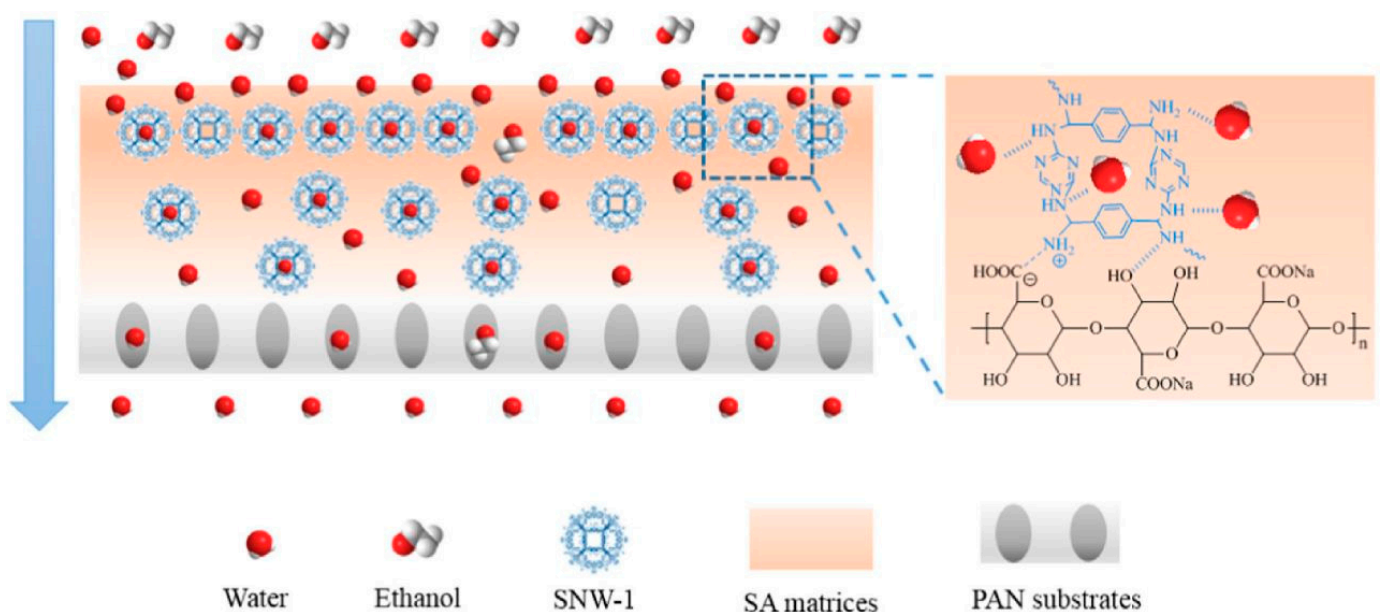 NH
HN
NH₂
NH
N
N
N
N
N
N
HN
NH
NH₂
⊕
NH
HOOC
⊖
HO
OH
COONa
O
O
O
O
O
O
n
HO
OH
COONa
HO
OH
Water
Ethanol
SNW-1
SA matrices
PAN substrates